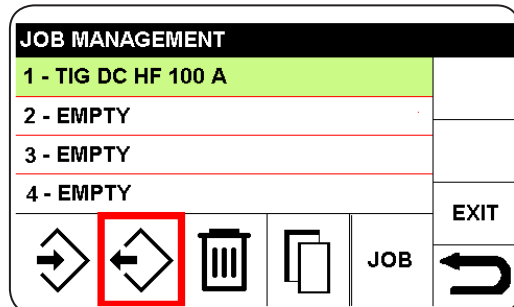 JOB MANAGEMENT
1 - TIG DC HF 100 A
2 - EMPTY
3 - EMPTY
4 - EMPTY
EXIT
JOB